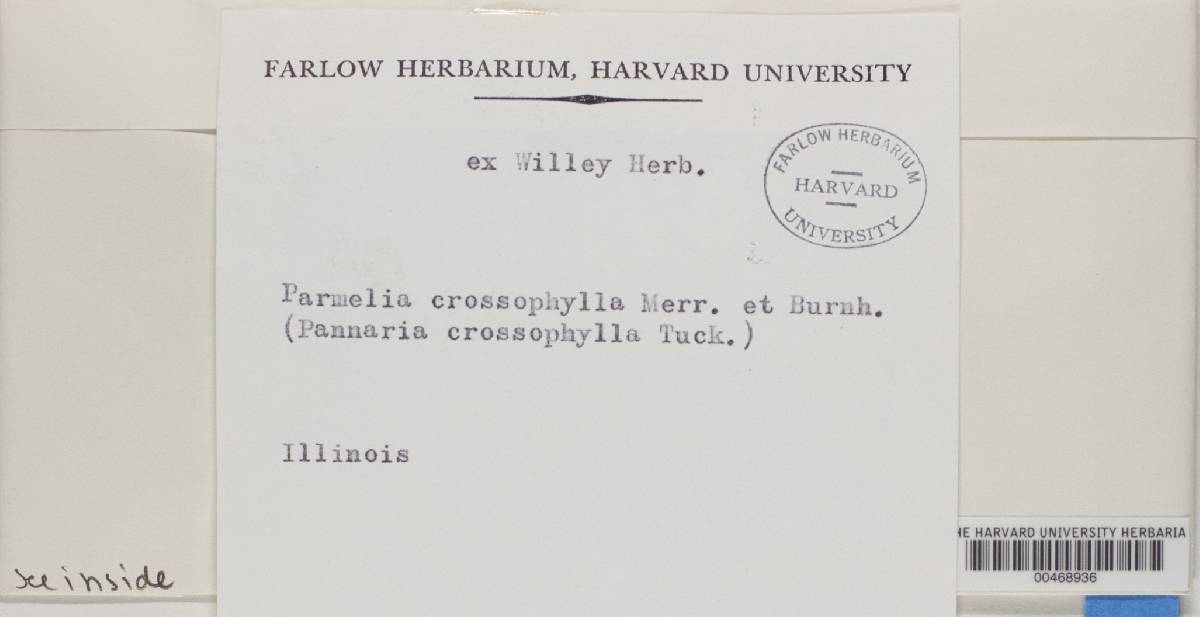 FARLOW HERBARIUM, HARVARD UNIVERSITY
ex Willey Herb.
FARLOW HERBARIUM
HARVARD
UNIVERSITY
Parmelia crossophylla Merr. et Burnh.
(Pannaria crossophylla Tuck.)
Illinois
HE HARVARD UNIVERSITY HERBARIA
00468936
See inside